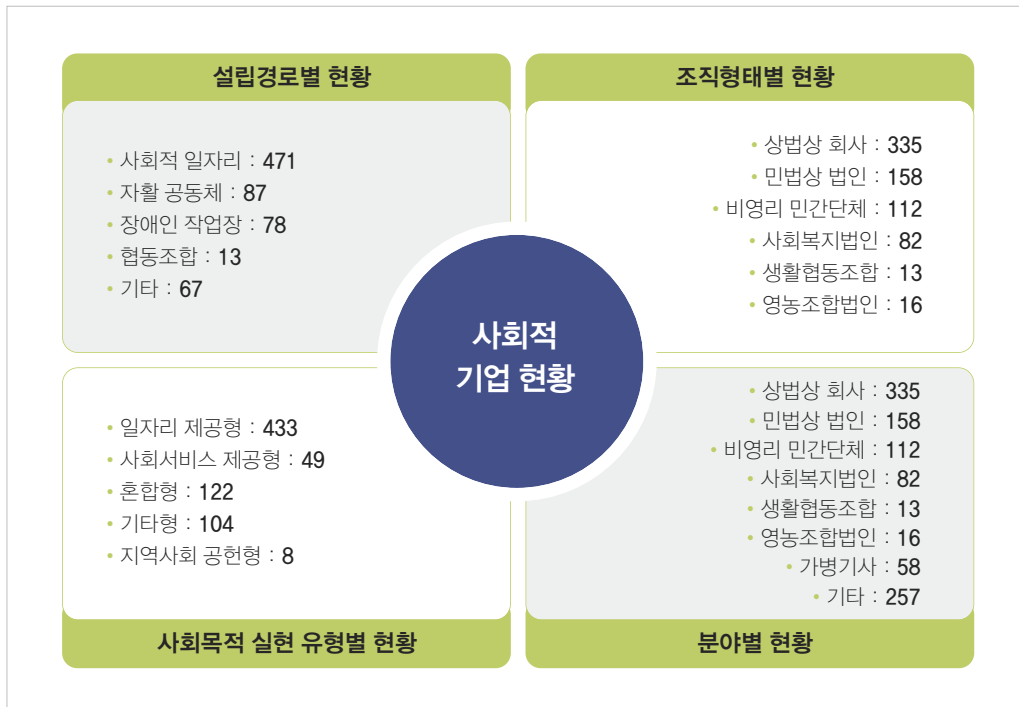 설립경로별 현황
• 사회적 일자리 : 471
• 자활 공동체 : 87
• 장애인 작업장 : 78
• 협동조합 : 13
• 기타 : 67
조직형태별 현황
• 상법상 회사 : 335
• 민법상 법인 : 158
• 비영리 민간단체 : 112
• 사회복지법인 : 82
• 생활협동조합 : 13
• 영농조합법인 : 16
사회적
기업 현황
• 일자리 제공형 : 433
• 사회서비스 제공형 : 49
• 혼합형 : 122
• 기타형 : 104
• 지역사회 공헌형 : 8
사회목적 실현 유형별 현황
• 상법상 회사 : 335
• 민법상 법인 : 158
• 비영리 민간단체 : 112
• 사회복지법인 : 82
• 생활협동조합 : 13
• 영농조합법인 : 16
• 가병기사 : 58
• 기타 : 257
분야별 현황